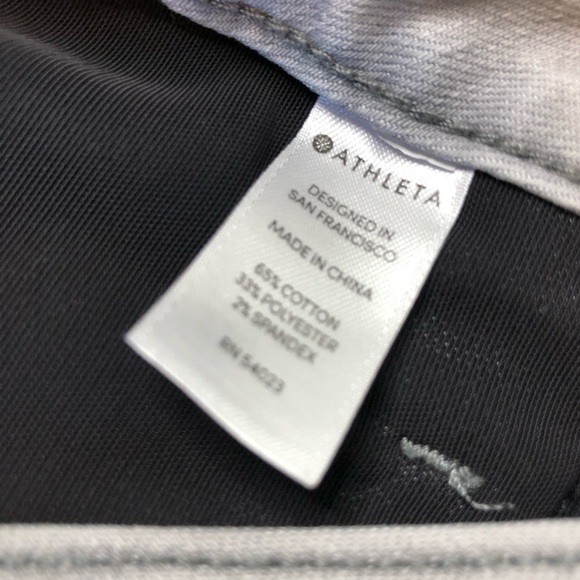 ATHLETA
DESIGNED IN
SAN FRANCISCO
MADE IN CHINA
65% COTTON
33% POLYESTER
2% SPANDEX
RN 54023